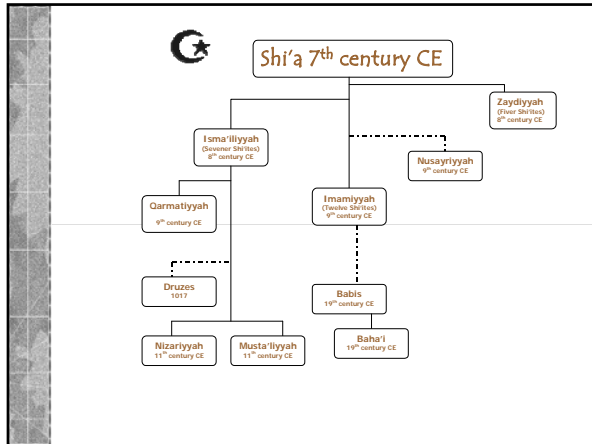 Shi'a 7th century CE
Zaydiyyah
(Fiver Shi'ites)
8th century CE
Isma'iliyyah
(Sevener Shi'ites)
8th century CE
Nusayriyyah
9th century CE
Qarmatiyyah
9th century CE
Imamiyyah
(Twelve Shi'ites)
9th century CE
Druzes
1017
Babis
19th century CE
Nizariyyah
11th century CE
Musta'liyyah
11th century CE
Baha'i
19th century CE